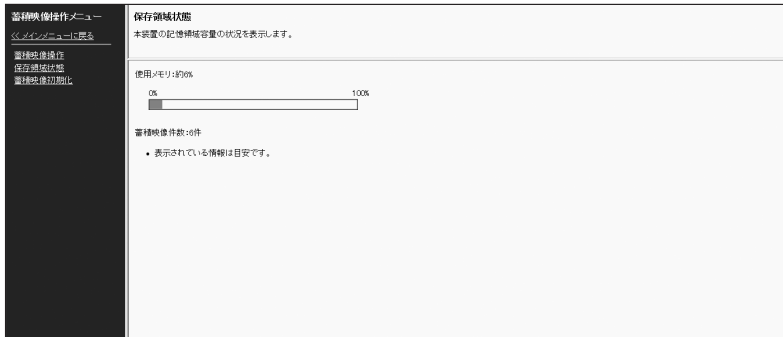 蓄積映像操作メニュー
<<メインメニューに戻る
蓄積映像操作
保存領域状態
蓄積映像初期化
保存領域状態
本装置の記憶領域容量の状況を表示します。
使用メモリ:約6%
0% 100%
蓄積映像件数:6件
• 表示されている情報は目安です。